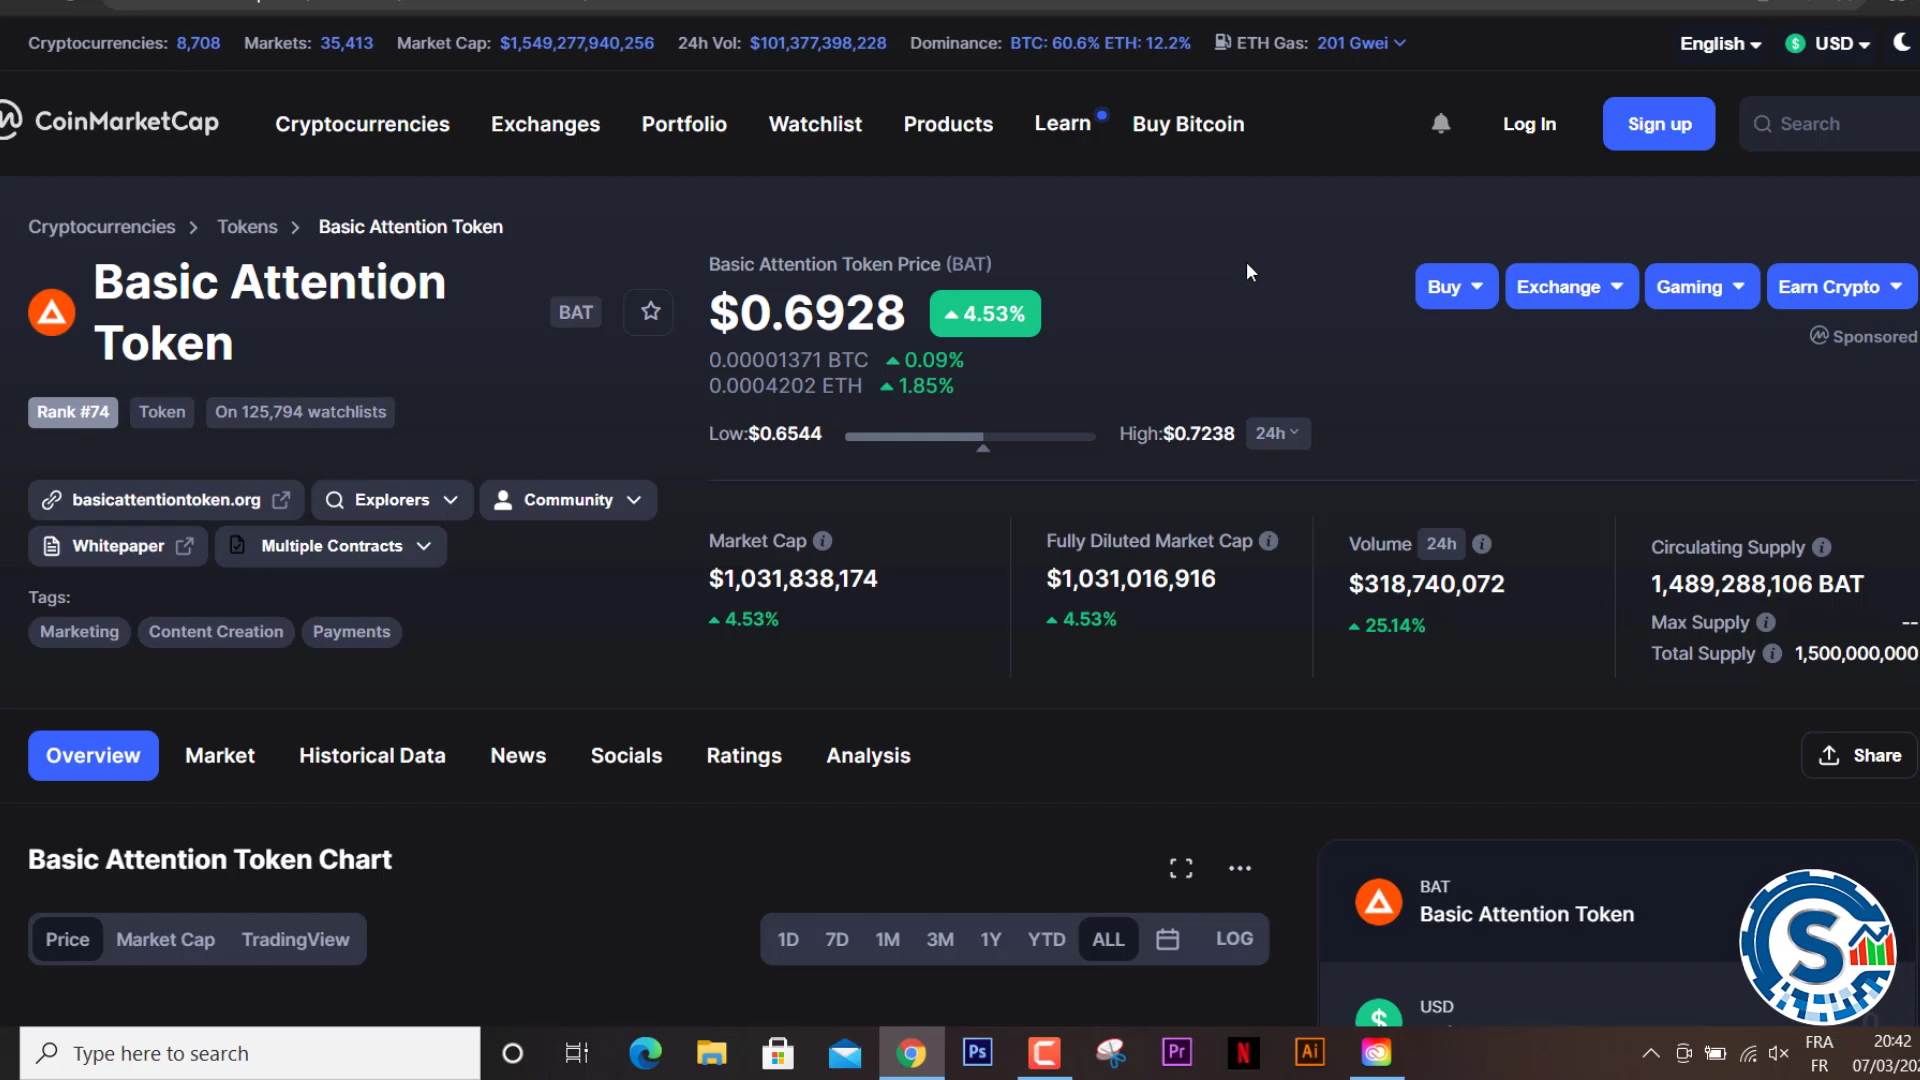 Cryptocurrencies: 8,708 Markets: 35,413 Market Cap: $1,549,277,940,256 24h Vol: $101,377,398,228 Dominance: BTC: 60.6% ETH: 12.2% ETH Gas: 201 Gwei English USD
CoinMarketCap Cryptocurrencies Exchanges Portfolio Watchlist Products Learn Buy Bitcoin Log In Sign up Search
Cryptocurrencies Tokens Basic Attention Token
Basic Attention
Token
BAT
Rank #74 Token On 125,794 watchlists
basicattentiontoken.org Explorers Community
Whitepaper Multiple Contracts
Tags:
Marketing Content Creation Payments
Basic Attention Token Price (BAT)
$0.6928 4.53%
0.00001371 BTC 0.09%
0.0004202 ETH 1.85%
Low:$0.6544 High:$0.7238 24h
Buy Exchange Gaming Earn Crypto
Sponsored
Market Cap
$1,031,838,174
4.53%
Fully Diluted Market Cap
$1,031,016,916
4.53%
Volume 24h
$318,740,072
25.14%
Circulating Supply
1,489,288,106 BAT
Max Supply --
Total Supply 1,500,000,000
Overview Market Historical Data News Socials Ratings Analysis Share
Basic Attention Token Chart
Price Market Cap TradingView 1D 7D 1M 3M 1Y YTD ALL LOG
BAT
Basic Attention Token
USD
S
Type here to search
Ps Pr N Ai
FRA
FR
20:42
07/03/202